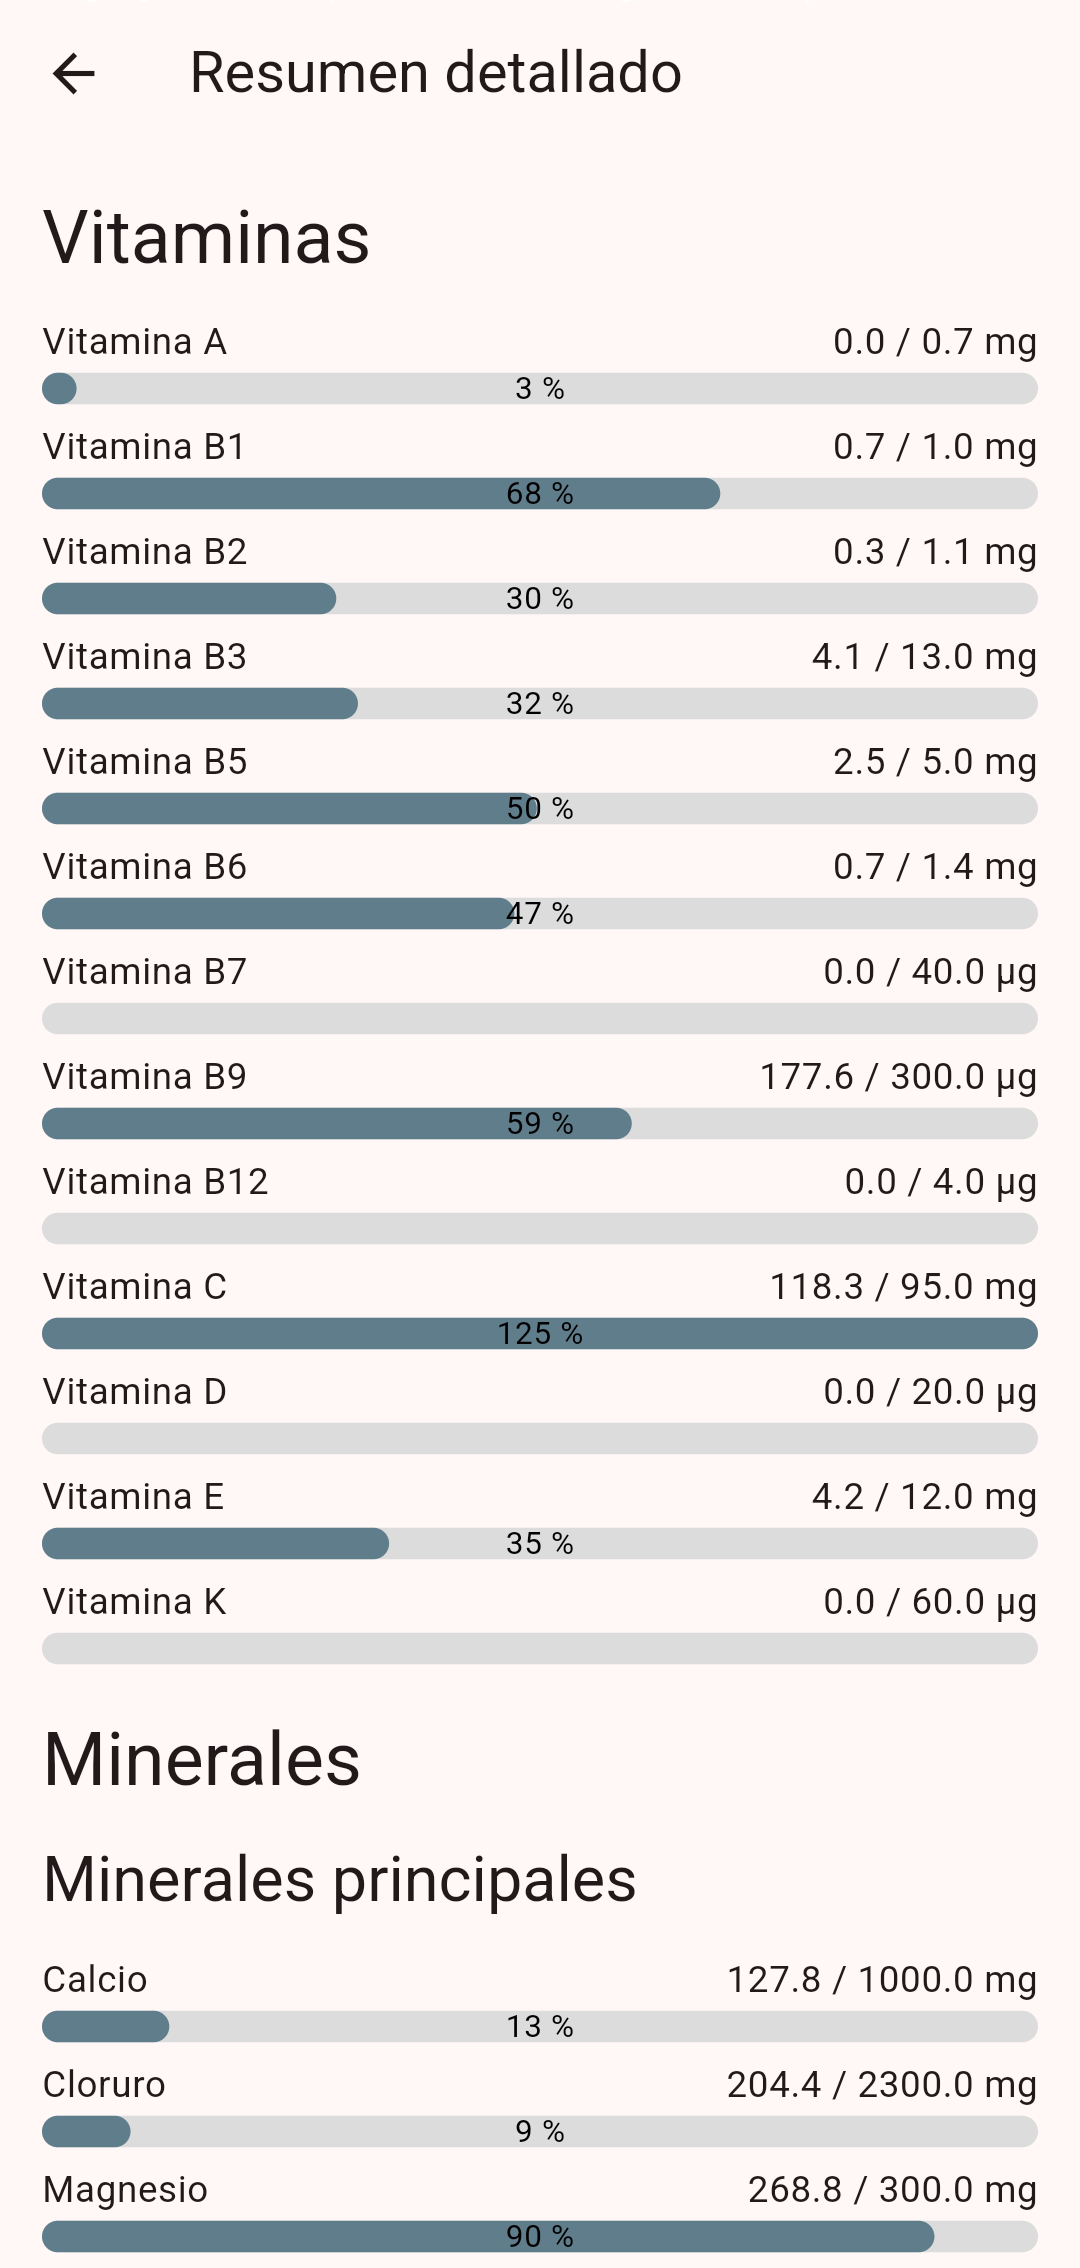 Resumen detallado
Vitaminas
Vitamina A 0.0 / 0.7 mg
3 %
Vitamina B1 0.7 / 1.0 mg
68 %
Vitamina B2 0.3 / 1.1 mg
30 %
Vitamina B3 4.1 / 13.0 mg
32 %
Vitamina B5 2.5 / 5.0 mg
50 %
Vitamina B6 0.7 / 1.4 mg
47 %
Vitamina B7 0.0 / 40.0 µg
Vitamina B9 177.6 / 300.0 µg
59 %
Vitamina B12 0.0 / 4.0 µg
Vitamina C 118.3 / 95.0 mg
125 %
Vitamina D 0.0 / 20.0 µg
Vitamina E 4.2 / 12.0 mg
35 %
Vitamina K 0.0 / 60.0 µg
Minerales
Minerales principales
Calcio 127.8 / 1000.0 mg
13 %
Cloruro 204.4 / 2300.0 mg
9 %
Magnesio 268.8 / 300.0 mg
90 %